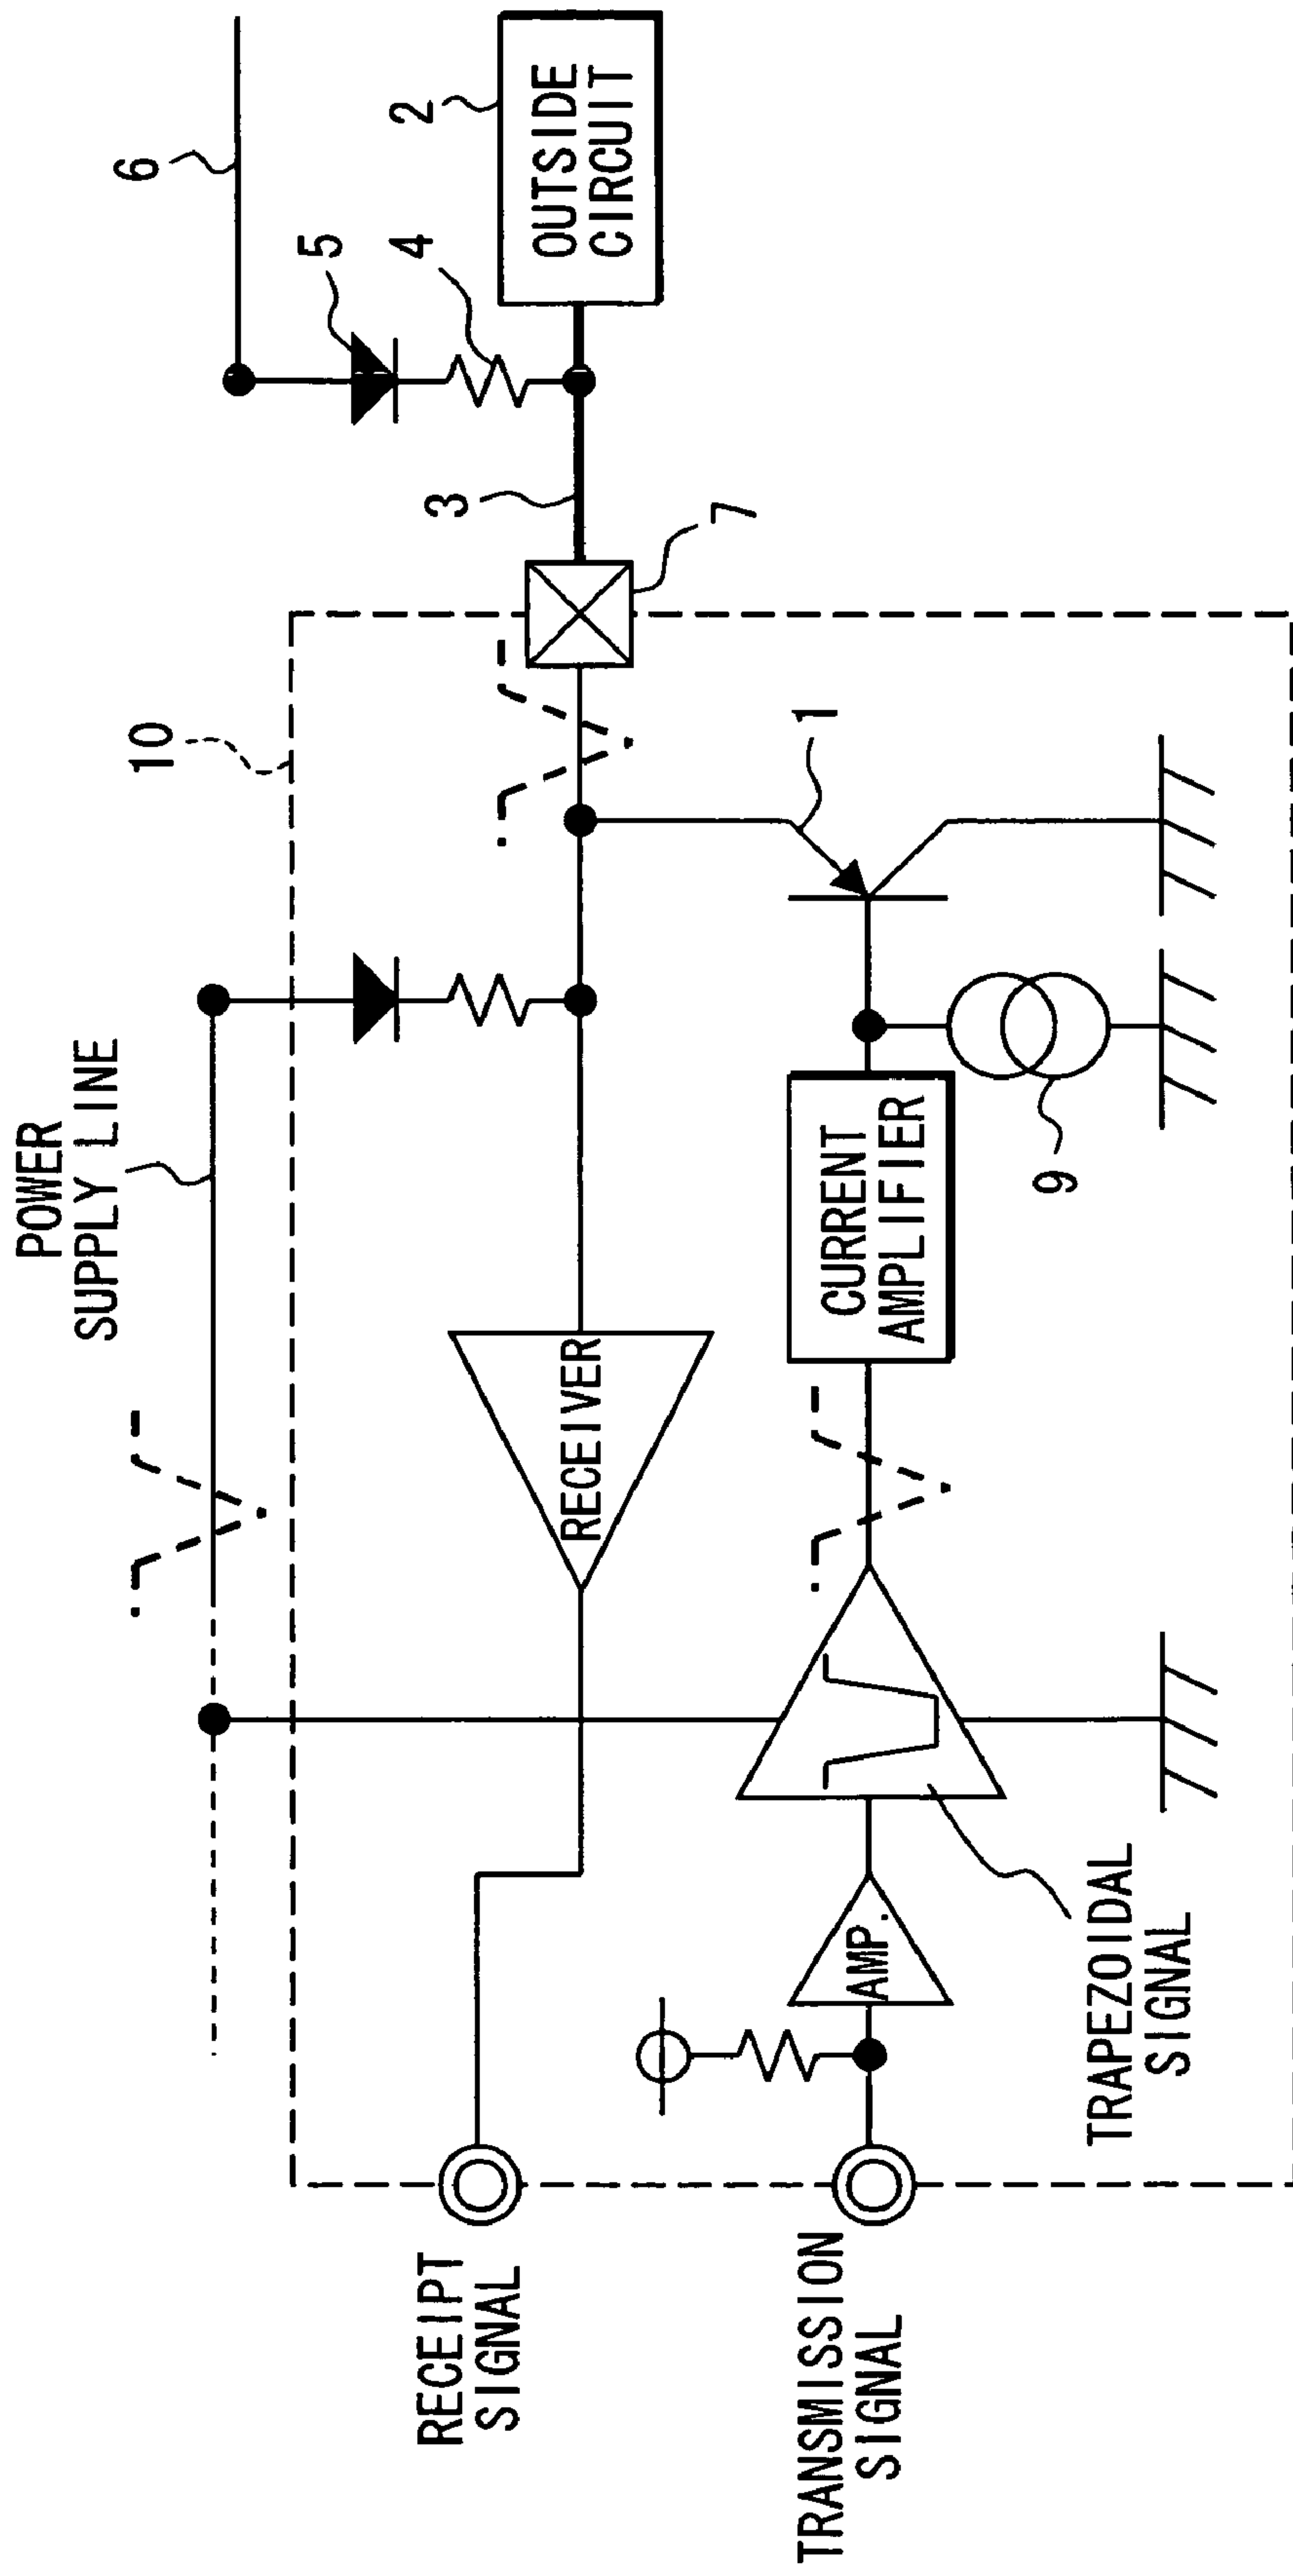 POWER
SUPPLY LINE
10
6
5
4
2
OUTSIDE
CIRCUIT
3
7
RECEIPT
SIGNAL
RECEIVER
1
TRANSMISSION
SIGNAL
AMP.
CURRENT
AMPLIFIER
9
TRAPEZOIDAL
SIGNAL